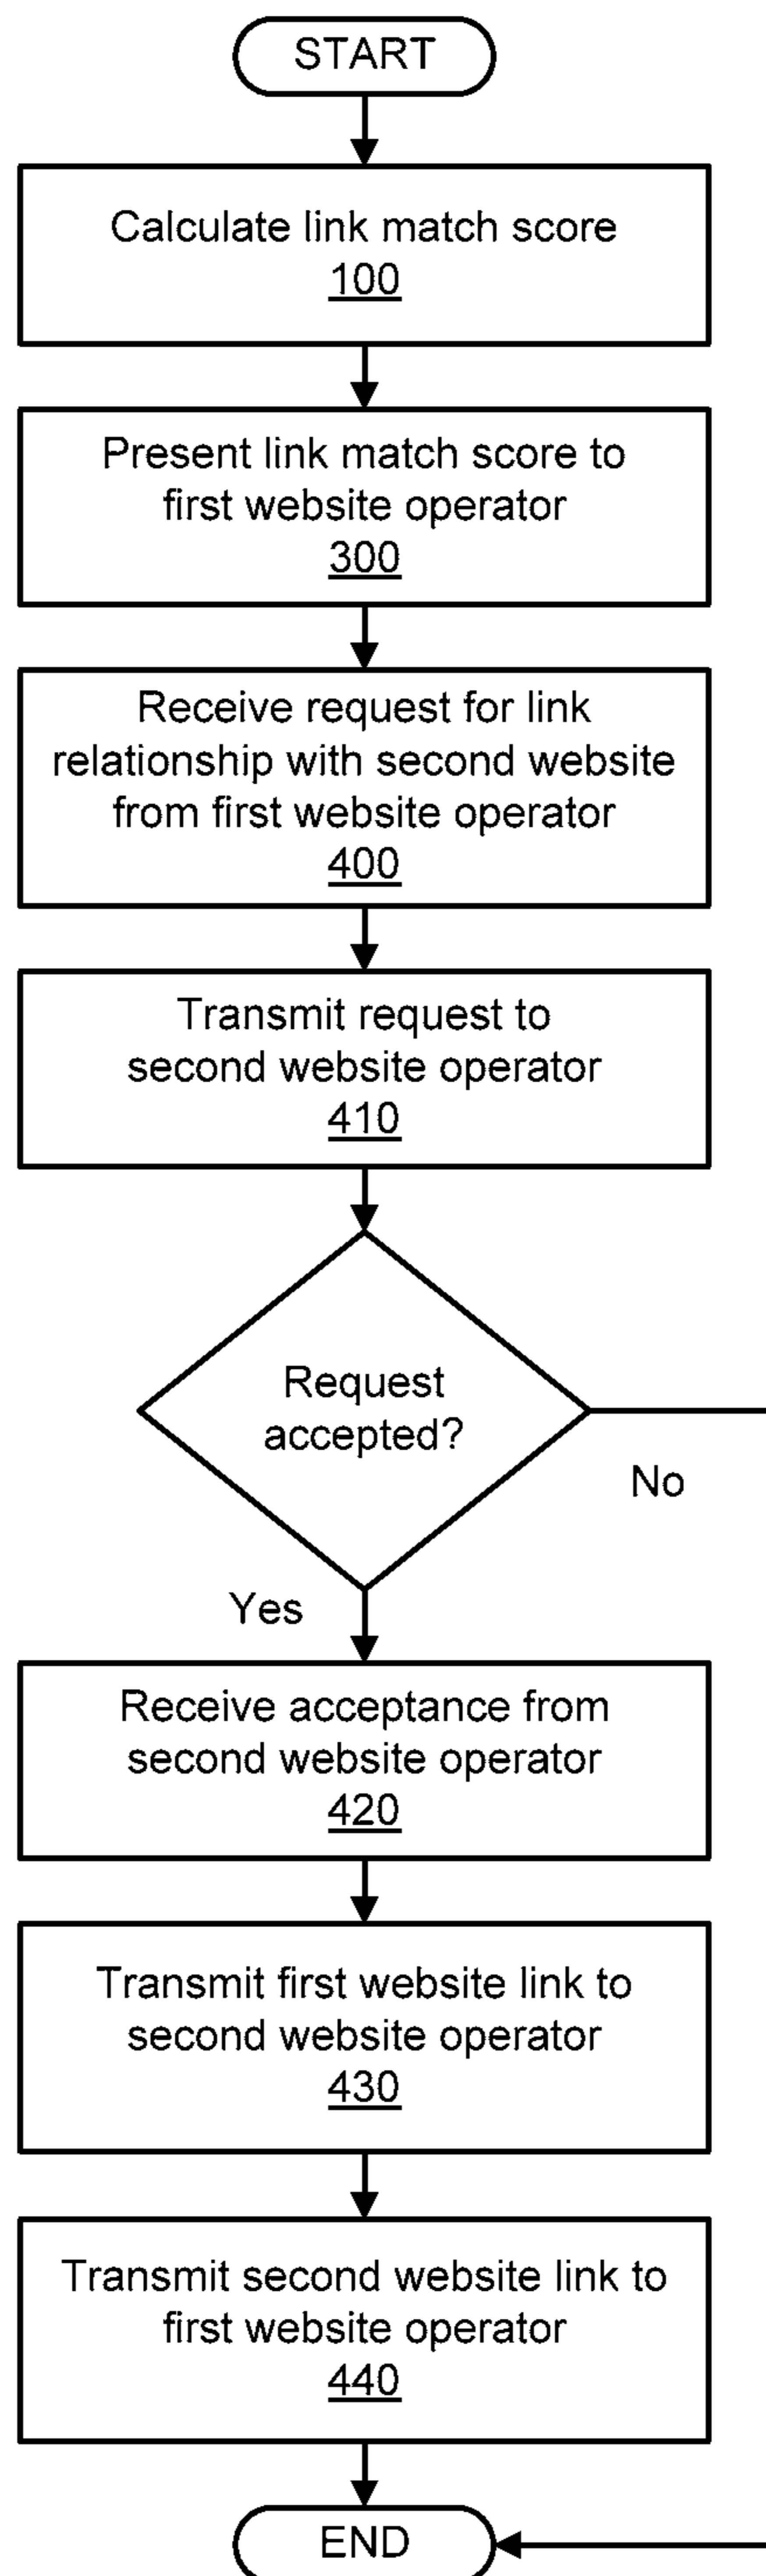 START
Calculate link match score
100
Present link match score to
first website operator
300
Receive request for link
relationship with second website
from first website operator
400
Transmit request to
second website operator
410
Request
accepted?
No
Yes
Receive acceptance from
second website operator
420
Transmit first website link to
second website operator
430
Transmit second website link to
first website operator
440
END